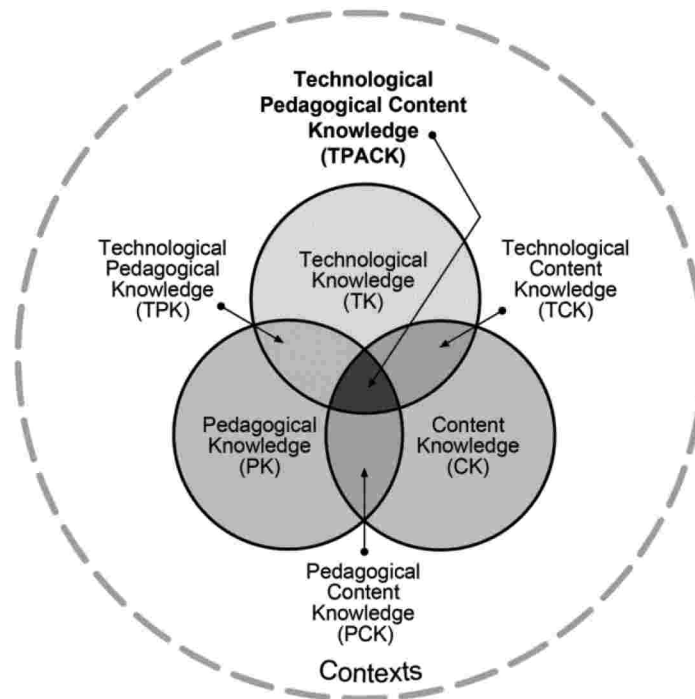 Technological
Pedagogical Content
Knowledge
(TPACK)
Technological
Pedagogical
Knowledge
(TPK)
Technological
Knowledge
(TK)
Technological
Content
Knowledge
(TCK)
Pedagogical
Knowledge
(PK)
Content
Knowledge
(CK)
Pedagogical
Content
Knowledge
(PCK)
Contexts